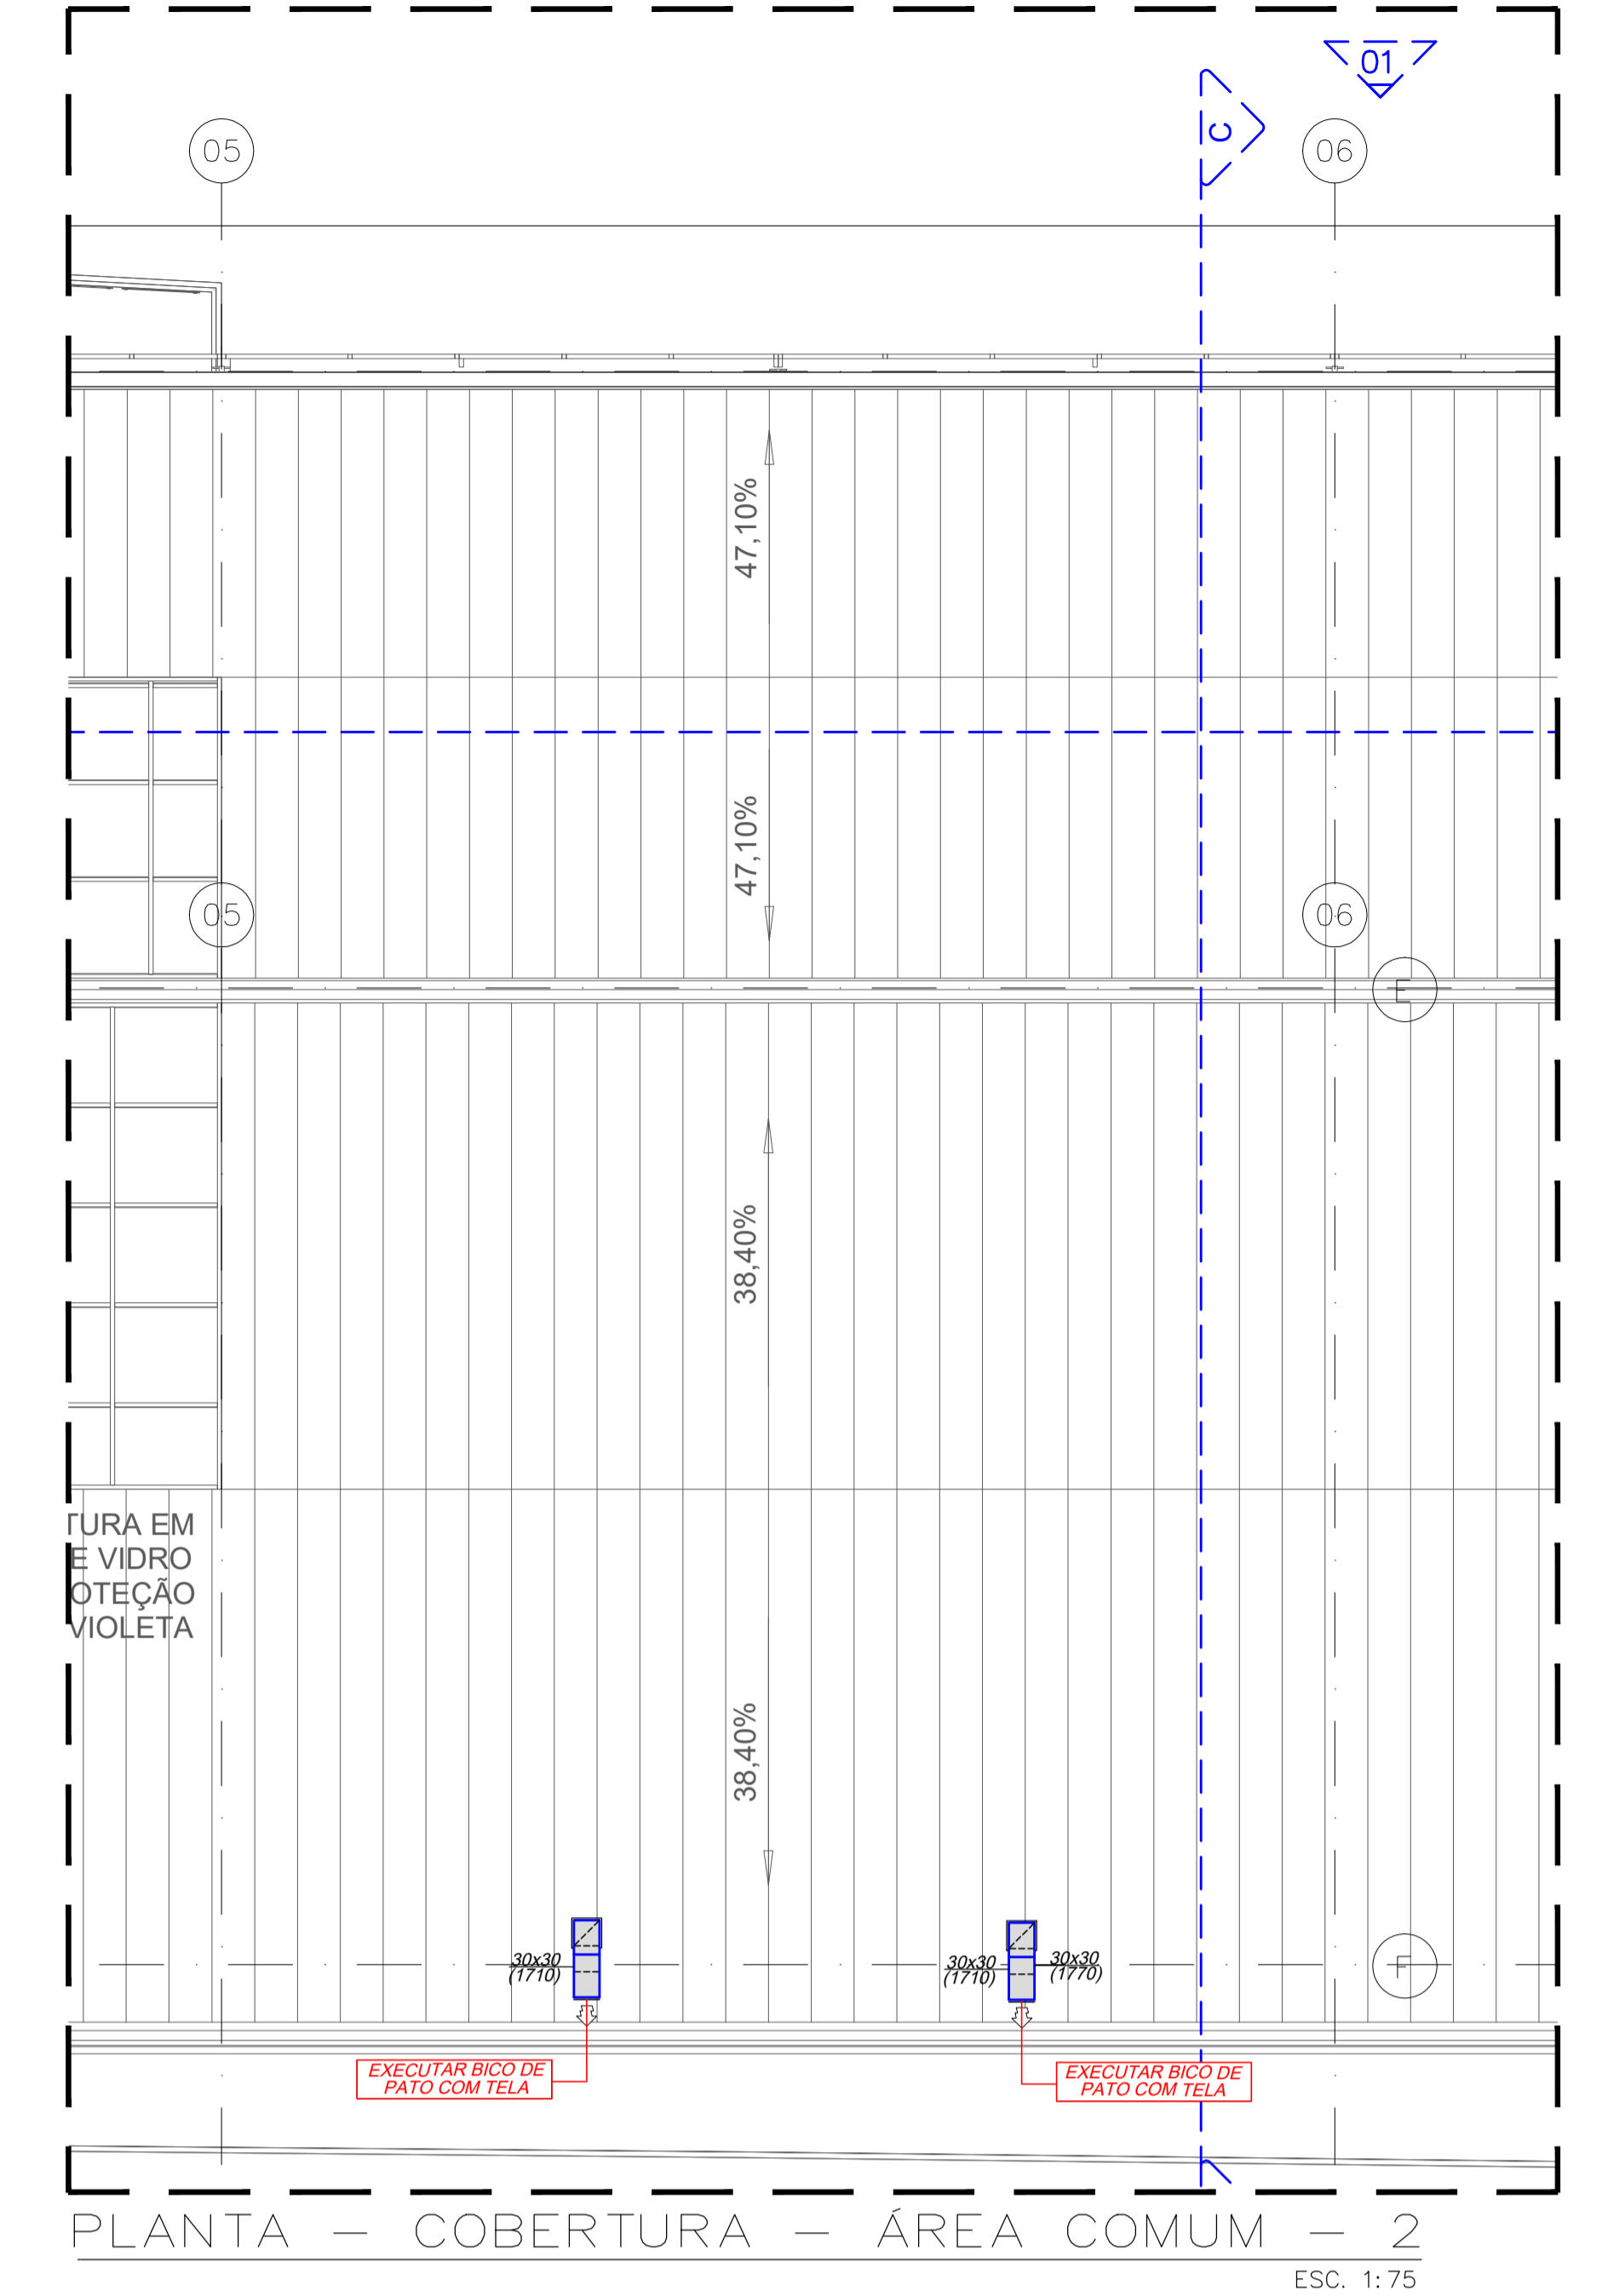 01
C
05
06
47,10%
47,10%
05
06
E
38,40%
TURA EM
E VIDRO
OTEÇÃO
VIOLETA
38,40%
30x30
(1710)
30x30
(1710)
30x30
(1770)
F
EXECUTAR BICO DE
PATO COM TELA
EXECUTAR BICO DE
PATO COM TELA
PLANTA - COBERTURA - ÁREA COMUM - 2
ESC. 1:75